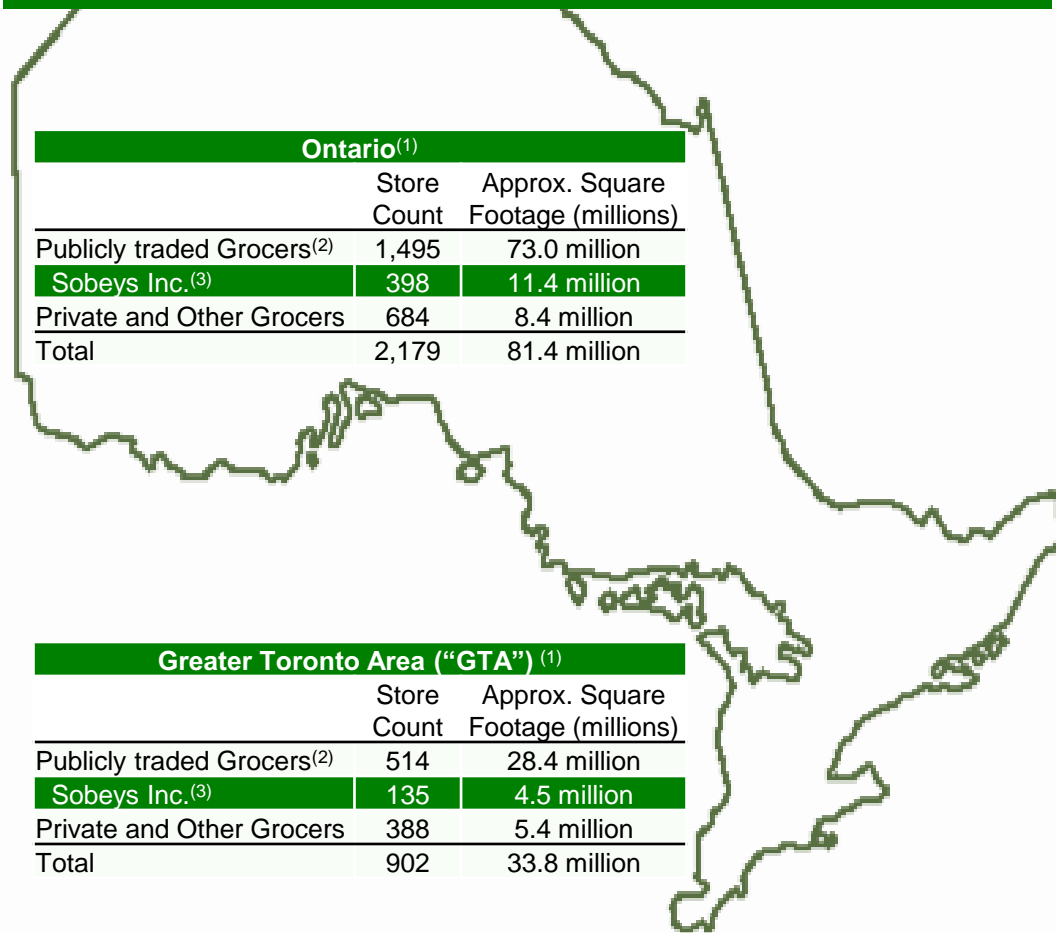 Ontario(1)
Store Approx. Square
Count Footage (millions)
Publicly traded Grocers(2) 1,495 73.0 million
Sobeys Inc.(3) 398 11.4 million
Private and Other Grocers 684 8.4 million
Total 2,179 81.4 million
Greater Toronto Area (“GTA”) (1)
Store Approx. Square
Count Footage (millions)
Publicly traded Grocers(2) 514 28.4 million
Sobeys Inc.(3) 135 4.5 million
Private and Other Grocers 388 5.4 million
Total 902 33.8 million